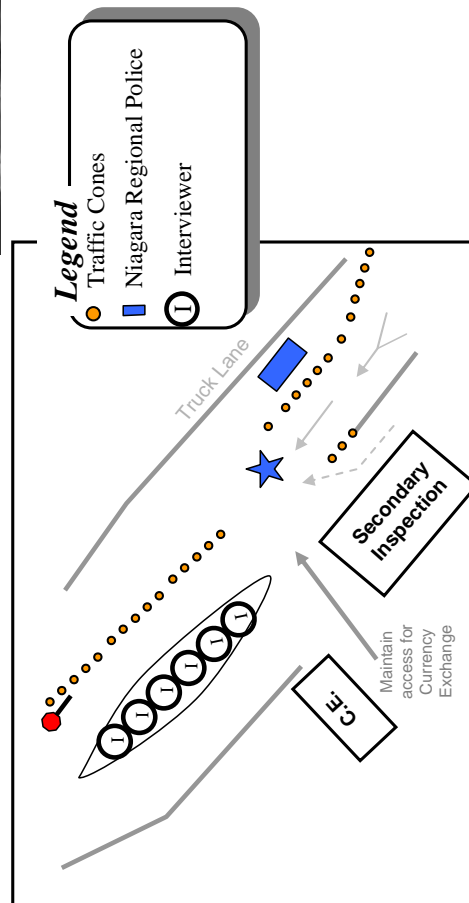 Legend
Traffic Cones
Niagara Regional Police
I Interviewer
Truck Lane
I
I
I
I
I
I
Secondary
Inspection
C.E.
Maintain
access for
Currency
Exchange